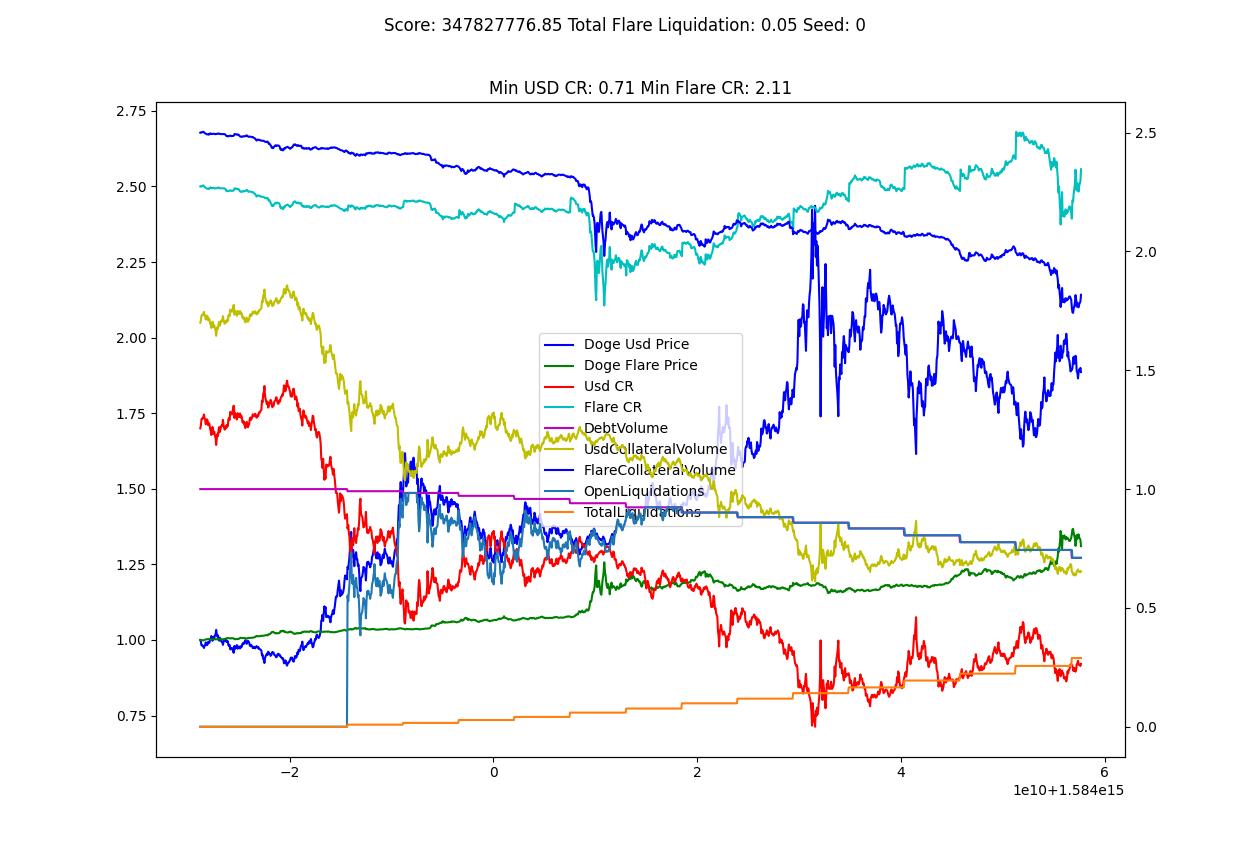 Score: 347827776.85 Total Flare Liquidation: 0.05 Seed: 0
Min USD CR: 0.71 Min Flare CR: 2.11
2.75
2.50
2.25
2.00
1.75
1.50
1.25
1.00
0.75
2.5
2.0
1.5
1.0
0.5
0.0
Doge Usd Price
Doge Flare Price
Usd CR
Flare CR
DebtVolume
UsdCollateralVolume
FlareCollateralVolume
OpenLiquidations
TotalLiquidations
−2
0
2
4
6
1e10+1.584e15